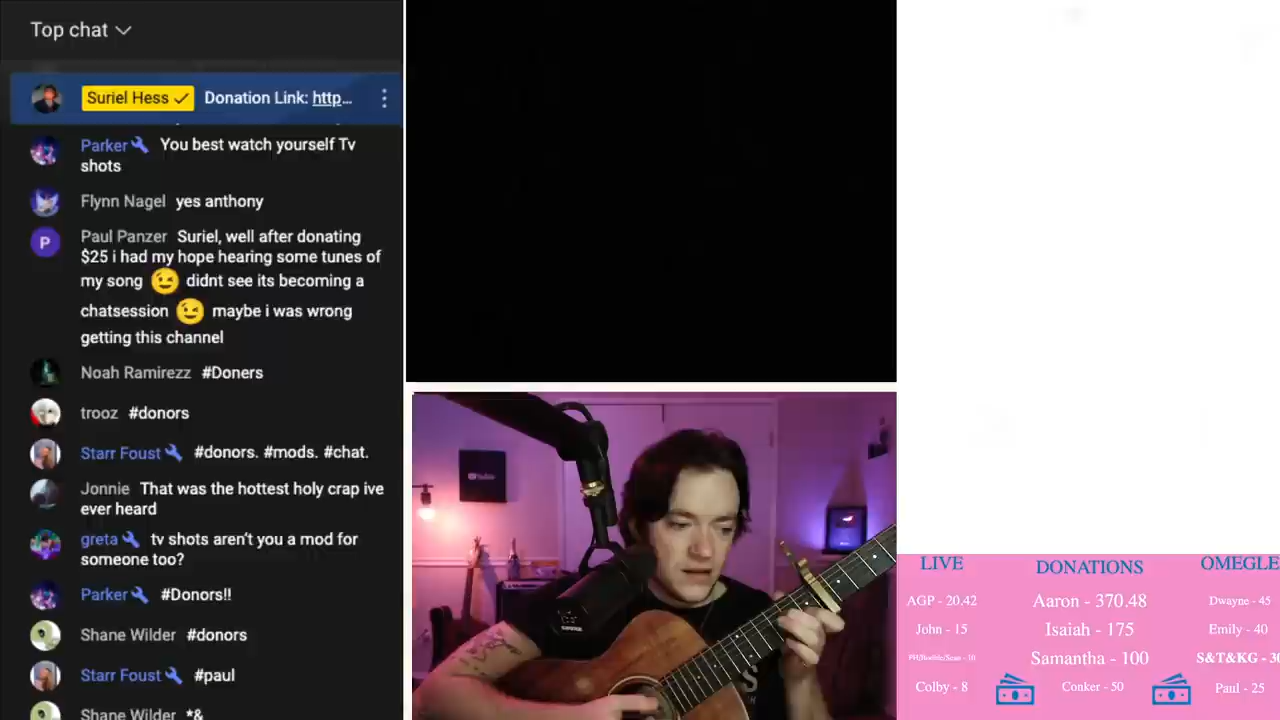 Top chat
Suriel Hess Donation Link: http...
Parker You best watch yourself Tv
shots
Flynn Nagel yes anthony
P
Paul Panzer Suriel, well after donating
$25 i had my hope hearing some tunes of
my song 😉 didnt see its becoming a
chatsession 😉 maybe i was wrong
getting this channel
Noah Ramirezz #Doners
trooz #donors
Starr Foust #donors. #mods. #chat.
Jonnie That was the hottest holy crap ive
ever heard
greta tv shots aren't you a mod for
someone too?
Parker #Donors!!
Shane Wilder #donors
Starr Foust #paul
Shane Wilder *&
YouTube
SHURE
LIVE
AGP - 20.42
John - 15
Colby - 8
DONATIONS
Aaron - 370.48
Isaiah - 175
Samantha - 100
Conker - 50
OMEGLE
Dwayne - 45
Emily - 40
S&T&KG - 30
Paul - 25